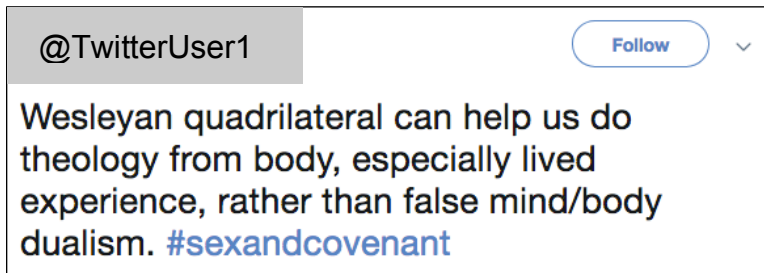 @TwitterUser1
Follow
Wesleyan quadrilateral can help us do
theology from body, especially lived
experience, rather than false mind/body
dualism. #sexandcovenant